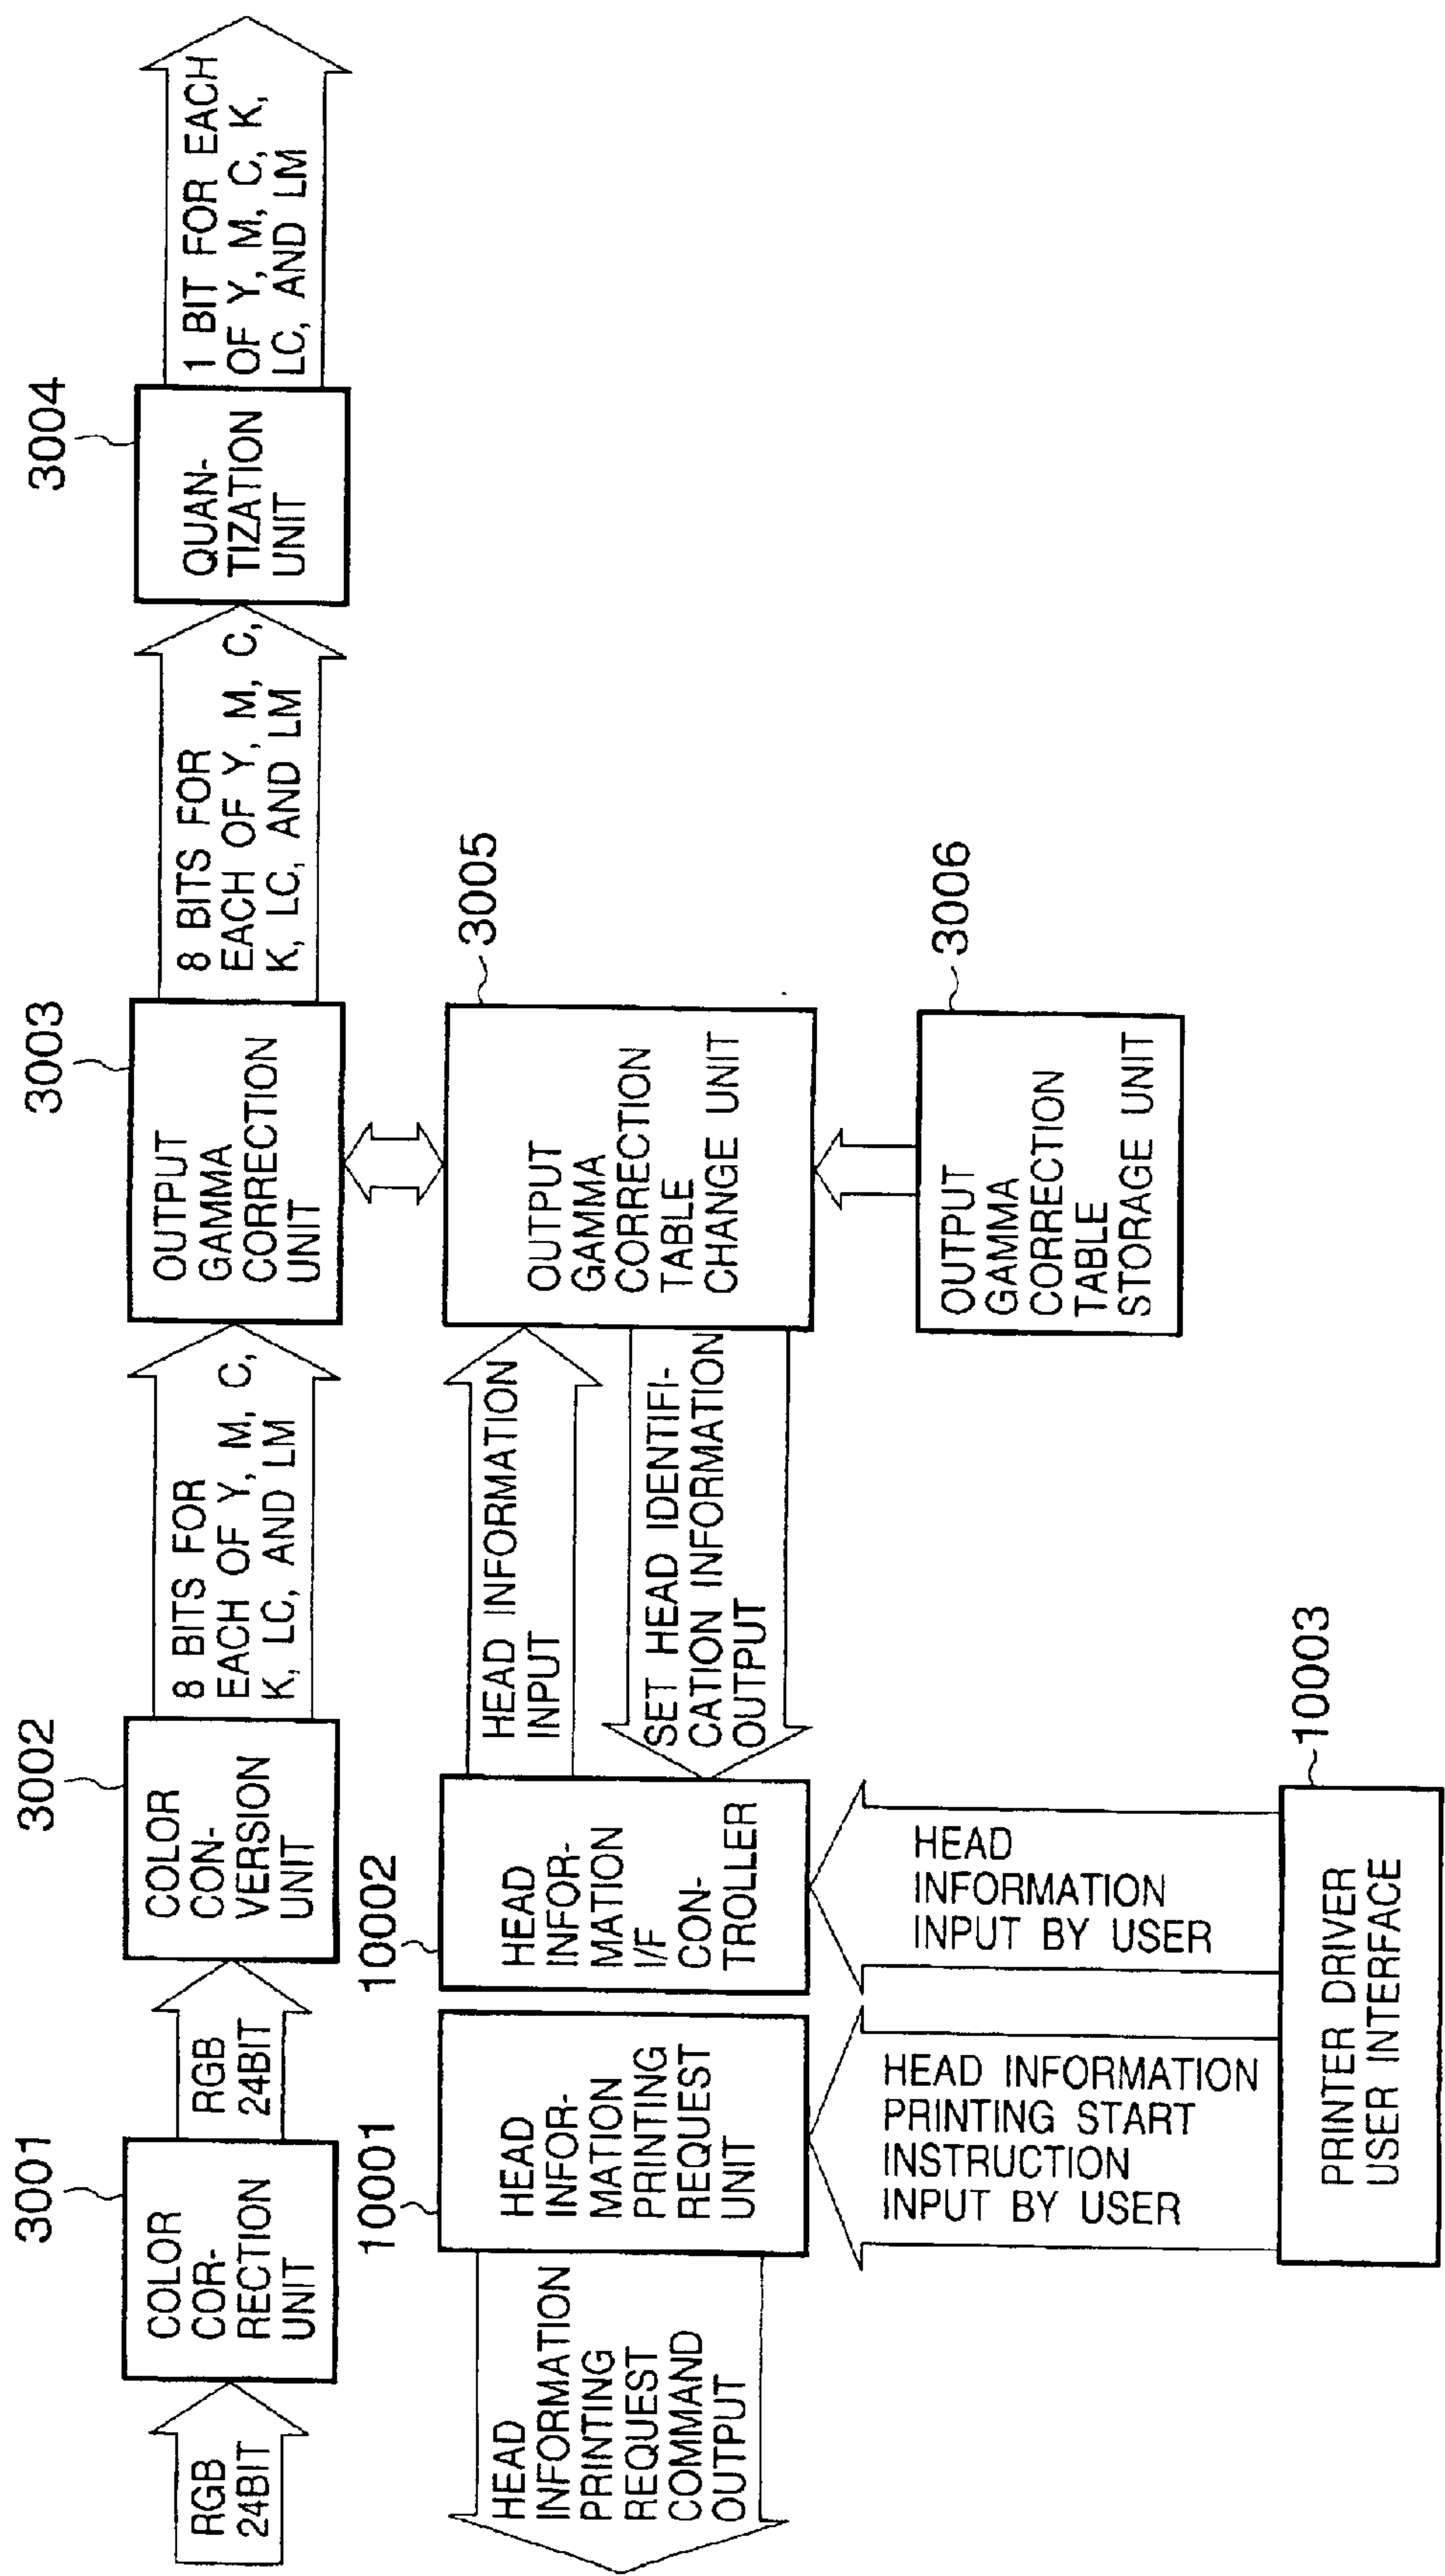 RGB
24BIT
3001
COLOR
COR-
RECTION
UNIT
RGB
24BIT
3002
COLOR
CON-
VERSION
UNIT
8 BITS FOR
EACH OF Y, M, C,
K, LC, AND LM
3003
OUTPUT
GAMMA
CORRECTION
UNIT
8 BITS FOR
EACH OF Y, M, C,
K, LC, AND LM
3004
QUAN-
TIZATION
UNIT
1 BIT FOR EACH
OF Y, M, C, K,
LC, AND LM
HEAD
INFORMATION
PRINTING
REQUEST
COMMAND
OUTPUT
10001
HEAD
INFOR-
MATION
PRINTING
REQUEST
UNIT
10002
HEAD
INFOR-
MATION
I/F
CON-
TROLLER
HEAD INFORMATION
INPUT
SET HEAD IDENTIFI-
CATION INFORMATION
OUTPUT
3005
OUTPUT
GAMMA
CORRECTION
TABLE
CHANGE UNIT
3006
OUTPUT
GAMMA
CORRECTION
TABLE
STORAGE UNIT
HEAD INFORMATION
PRINTING START
INSTRUCTION
INPUT BY USER
HEAD
INFORMATION
INPUT BY USER
10003
PRINTER DRIVER
USER INTERFACE